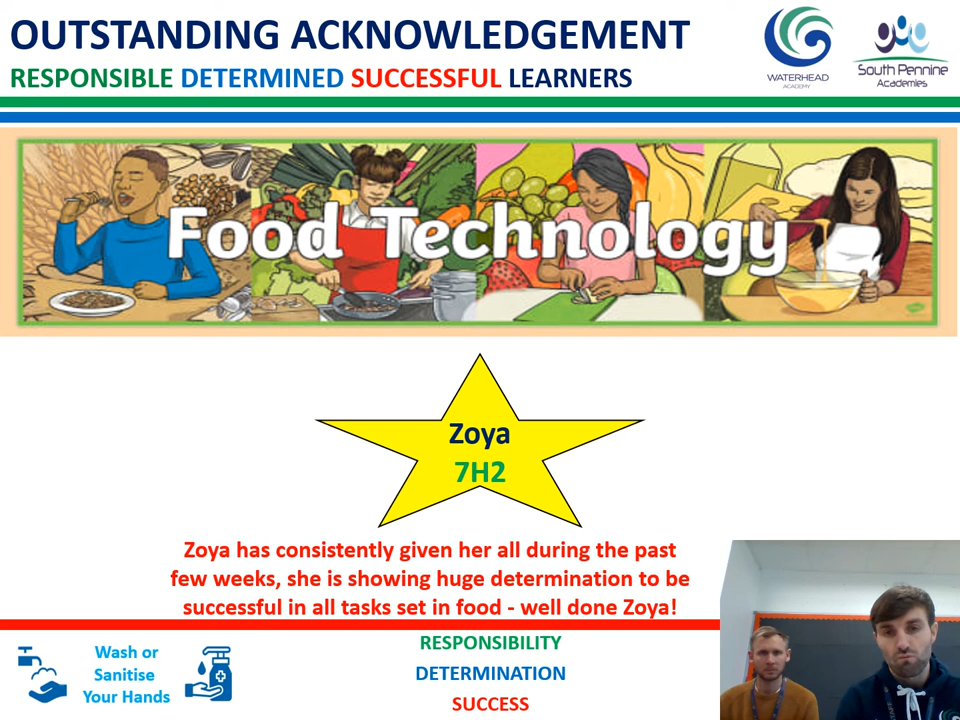 OUTSTANDING ACKNOWLEDGEMENT
RESPONSIBLE DETERMINED SUCCESSFUL LEARNERS
WATERHEAD
ACADEMY
South Pennine
Academies
Food Technology
Zoya
7H2
Zoya has consistently given her all during the past
few weeks, she is showing huge determination to be
successful in all tasks set in food - well done Zoya!
Wash or
Sanitise
Your Hands
RESPONSIBILITY
DETERMINATION
SUCCESS